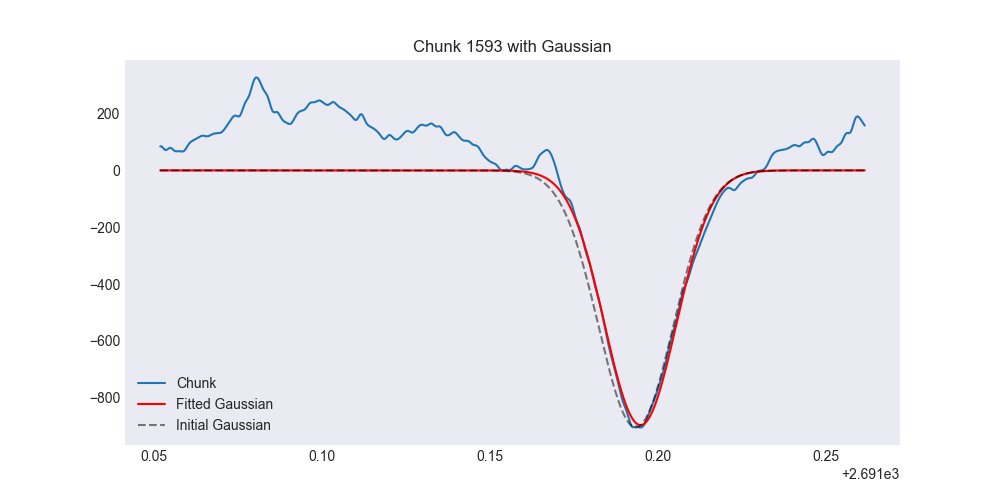 Chunk 1593 with Gaussian
200
0
−200
−400
−600
−800
Chunk
Fitted Gaussian
Initial Gaussian
0.05 0.10 0.15 0.20 0.25
+2.691e3